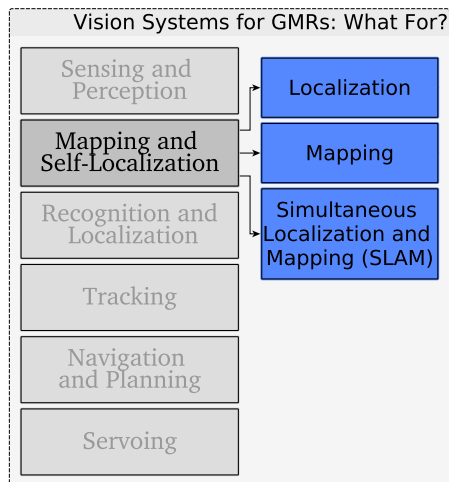 Vision Systems for GMRs: What For?
Sensing and
Perception
Mapping and
Self-Localization
Recognition and
Localization
Tracking
Navigation
and Planning
Servoing
Localization
Mapping
Simultaneous
Localization and
Mapping (SLAM)